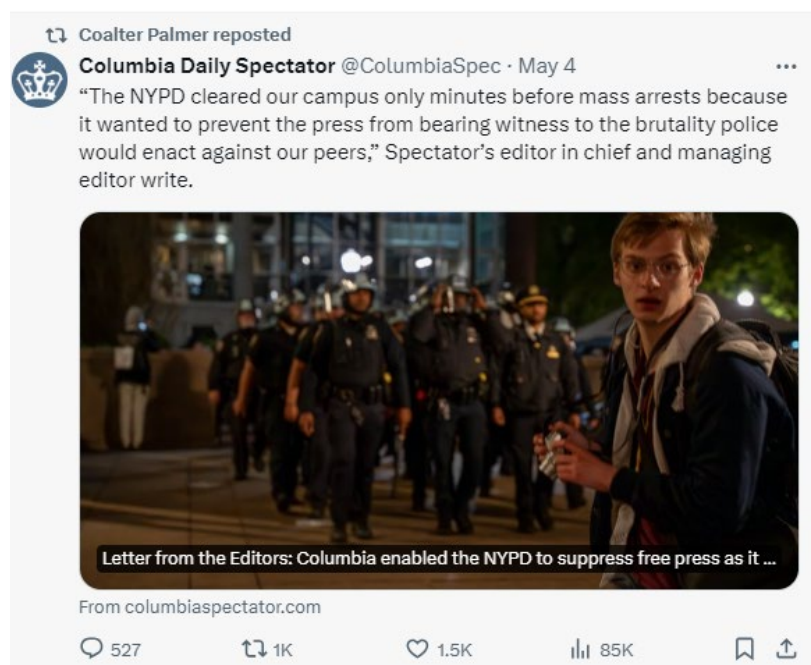 Coalter Palmer reposted
Columbia Daily Spectator @ColumbiaSpec · May 4
“The NYPD cleared our campus only minutes before mass arrests because
it wanted to prevent the press from bearing witness to the brutality police
would enact against our peers,” Spectator’s editor in chief and managing
editor write.
Letter from the Editors: Columbia enabled the NYPD to suppress free press as it ...
From columbiaspectator.com
527 1K 1.5K 85K